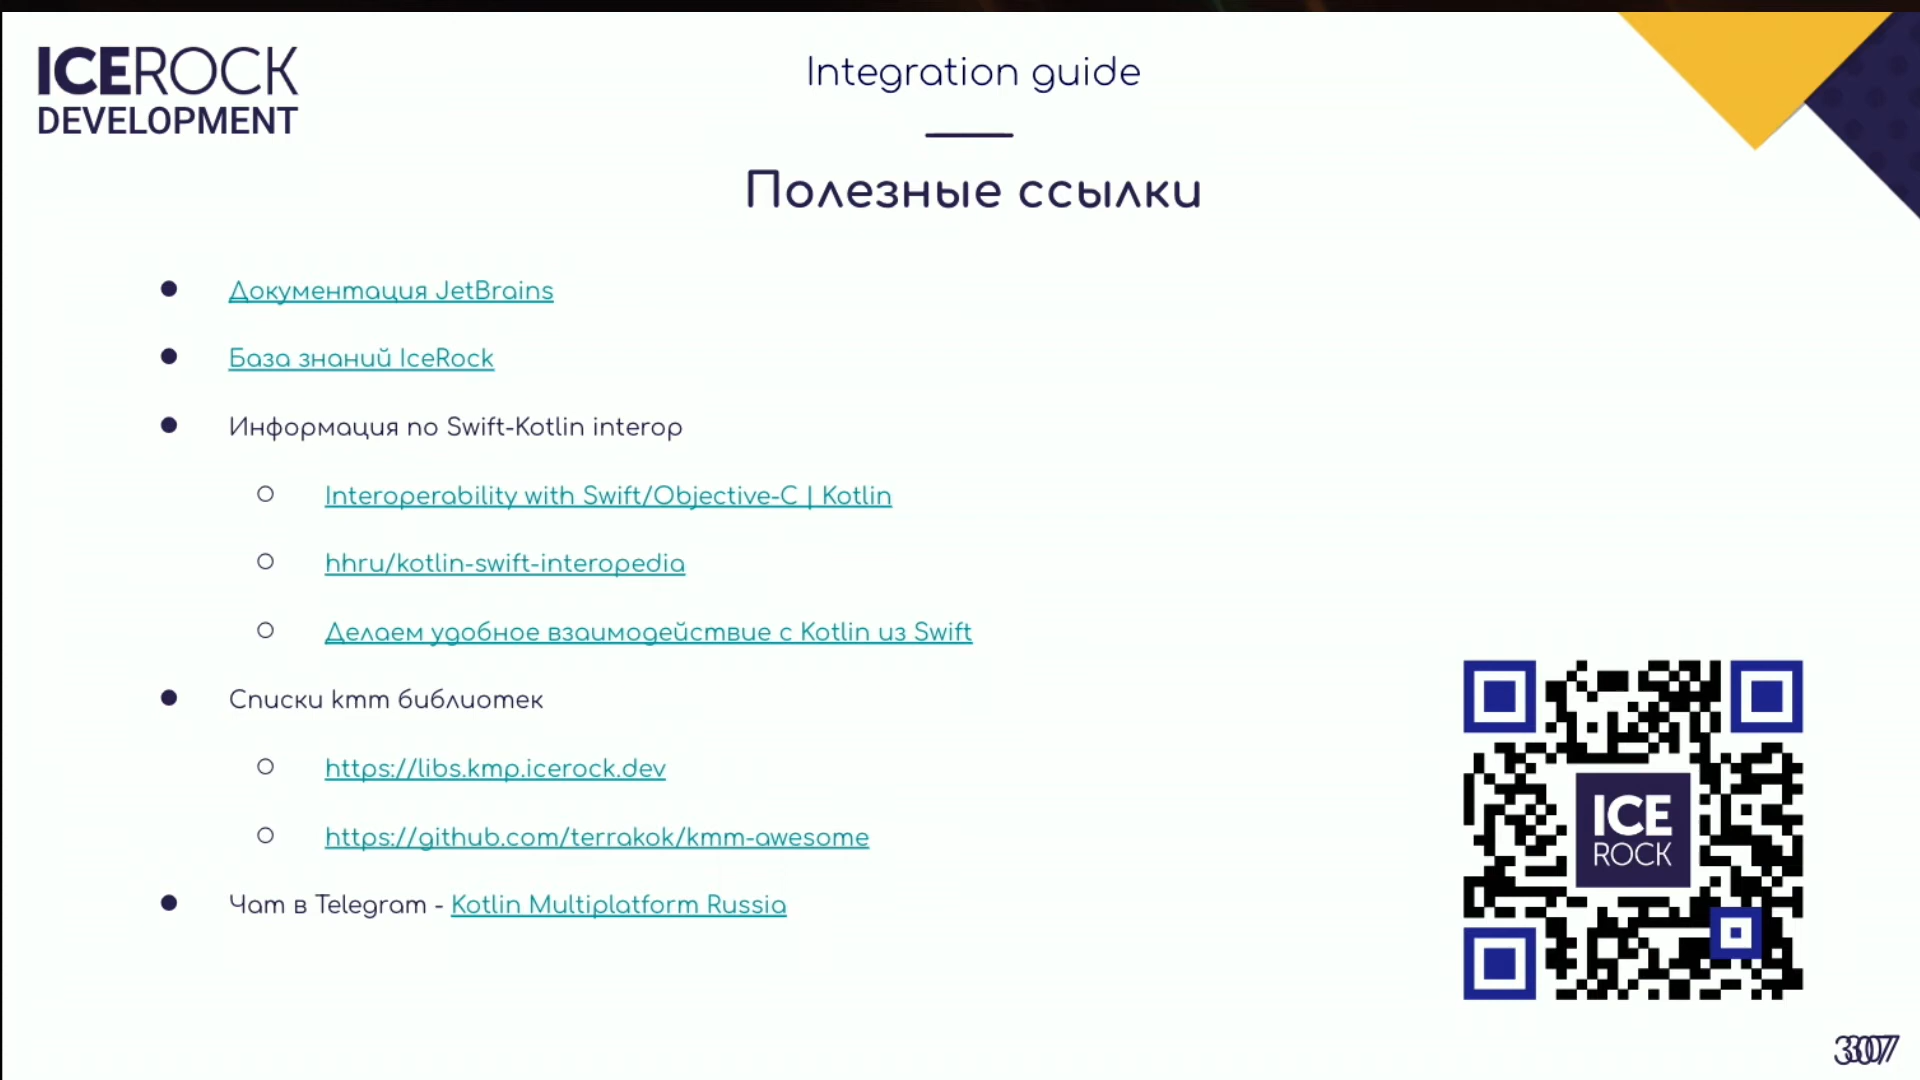 ICEROCK
DEVELOPMENT
Integration guide
Полезные ссылки
Документация JetBrains
База знаний IceRock
Информация по Swift-Kotlin interop
Interoperability with Swift/Objective-C | Kotlin
hhru/kotlin-swift-interopedia
Делаем удобное взаимодействие с Kotlin из Swift
Списки kmm библиотек
https://libs.kmp.icerock.dev
https://github.com/terrakok/kmm-awesome
Чат в Telegram - Kotlin Multiplatform Russia
ICE
ROCK